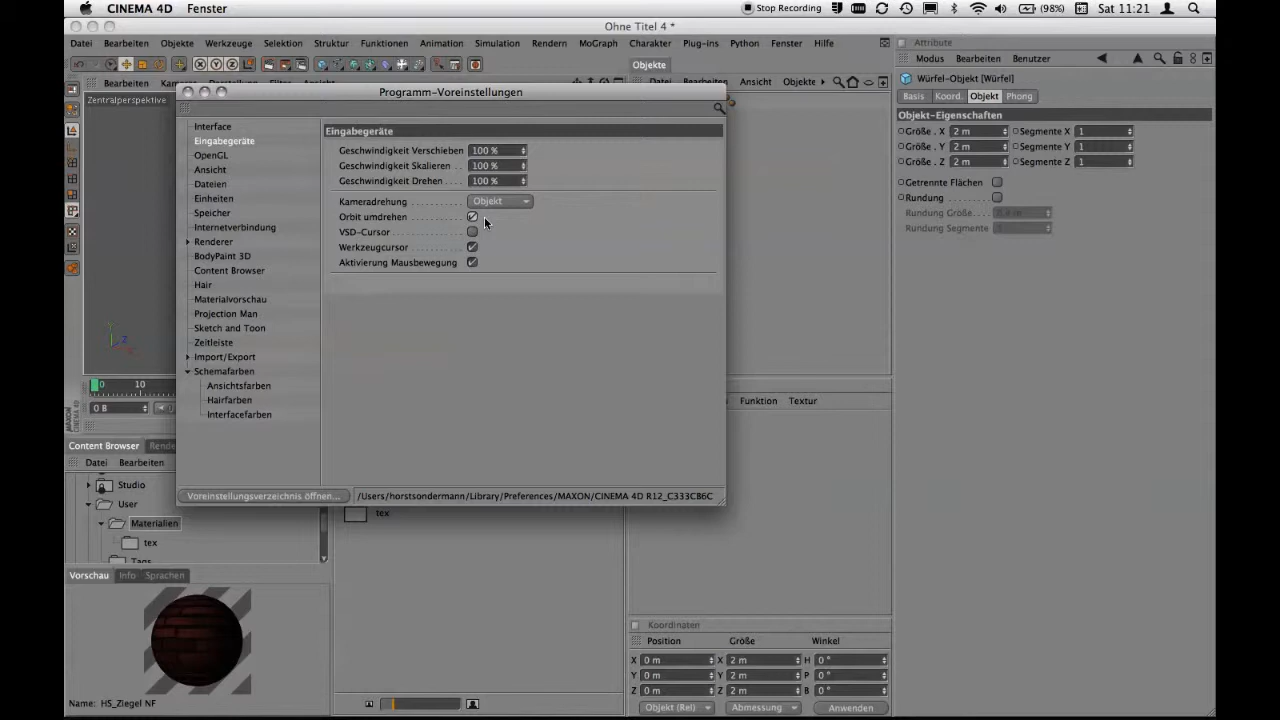 CINEMA 4D Fenster Stop Recording (98%) Sat 11:21
Ohne Titel 4 *
Datei Bearbeiten Objekte Werkzeuge Selektion Struktur Funktionen Animation Simulation Rendern MoGraph Charakter Plug-ins Python Fenster Hilfe
Attribute
Modus Bearbeiten Benutzer
Objekte
Ansicht Objekte
Bearbeiten
Zentralperspektive
Würfel-Objekt [Würfel]
Basis Koord. Objekt Phong
Objekt-Eigenschaften
Größe . X 2 m Segmente X 1
Größe . Y 2 m Segmente Y 1
Größe . Z 2 m Segmente Z 1
Getrennte Flächen
Rundung
Rundung Größe
Rundung Segmente
Programm-Voreinstellungen
Interface
Eingabegeräte
OpenGL
Ansicht
Dateien
Einheiten
Speicher
Internetverbindung
Renderer
BodyPaint 3D
Content Browser
Hair
Materialvorschau
Projection Man
Sketch and Toon
Zeitleiste
Import/Export
Schemafarben
Ansichtsfarben
Hairfarben
Interfacefarben
Eingabegeräte
Geschwindigkeit Verschieben 100 %
Geschwindigkeit Skalieren 100 %
Geschwindigkeit Drehen 100 %
Kameradrehung Objekt
Orbit umdrehen
VSD-Cursor
Werkzeugcursor
Aktivierung Mausbewegung
Voreinstellungsverzeichnis öffnen... /Users/horstsondermann/Library/Preferences/MAXON/CINEMA 4D R12_C333CB6C
Y
Z
0 10
0 B
Funktion Textur
Content Browser
Datei Bearbeiten
Studio
User
Materialien
tex
Tags
tex
Vorschau Info Sprachen
Name: HS_Ziegel NF
MAXON CINEMA 4D
Koordinaten
Position Größe Winkel
X 0 m X 2 m H 0 °
Y 0 m Y 2 m P 0 °
Z 0 m Z 2 m B 0 °
Objekt (Rel) Abmessung Anwenden